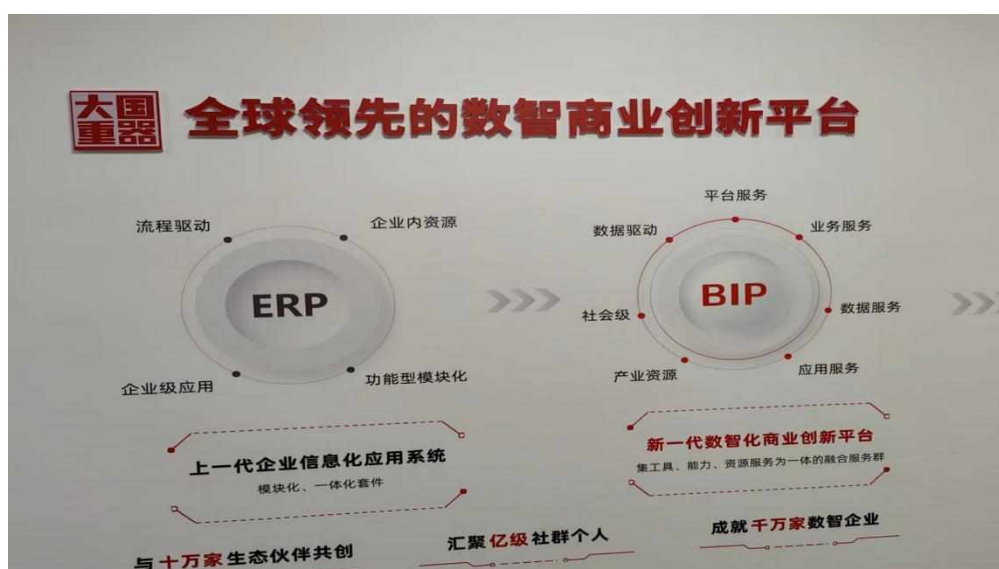 大国
重器
全球领先的数智商业创新平台
平台服务
流程驱动
企业内资源
数据驱动
业务服务
ERP
BIP
社会级
数据服务
企业级应用
功能型模块化
产业资源
应用服务
上一代企业信息化应用系统
模块化、一体化套件
新一代数智化商业创新平台
集工具、能力、资源服务为一体的融合服务群
与十万家生态伙伴共创
汇聚亿级社群个人
成就千万家数智企业